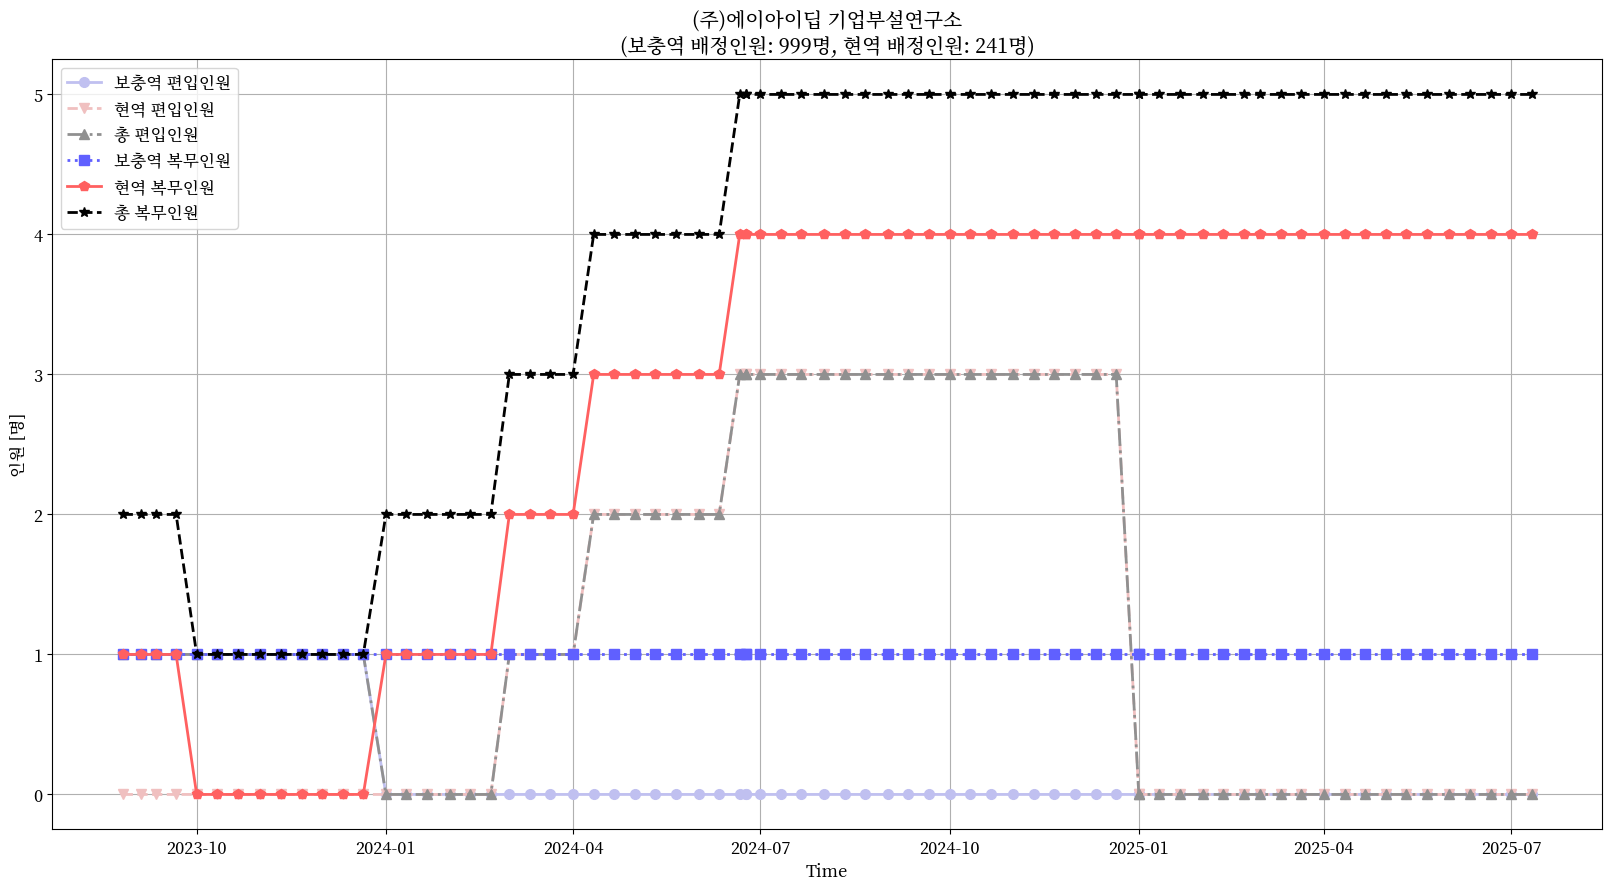 (주)에이아이딥 기업부설연구소
(보충역 배정인원: 999명, 현역 배정인원: 241명)
보충역 편입인원
현역 편입인원
총 편입인원
보충역 복무인원
현역 복무인원
총 복무인원
인원 [명]
5
4
3
2
1
0
2023-10
2024-01
2024-04
2024-07
2024-10
2025-01
2025-04
2025-07
Time